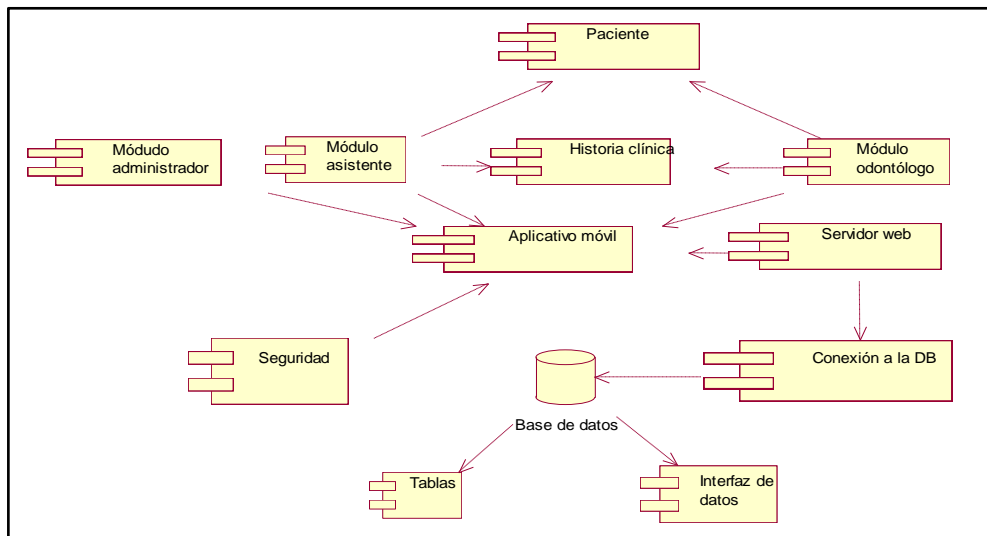 Paciente
Módudo
administrador
Módulo
asistente
Historia clínica
Módulo
odontólogo
Aplicativo móvil
Servidor web
Seguridad
Conexión a la DB
Base de datos
Tablas
Interfaz de
datos